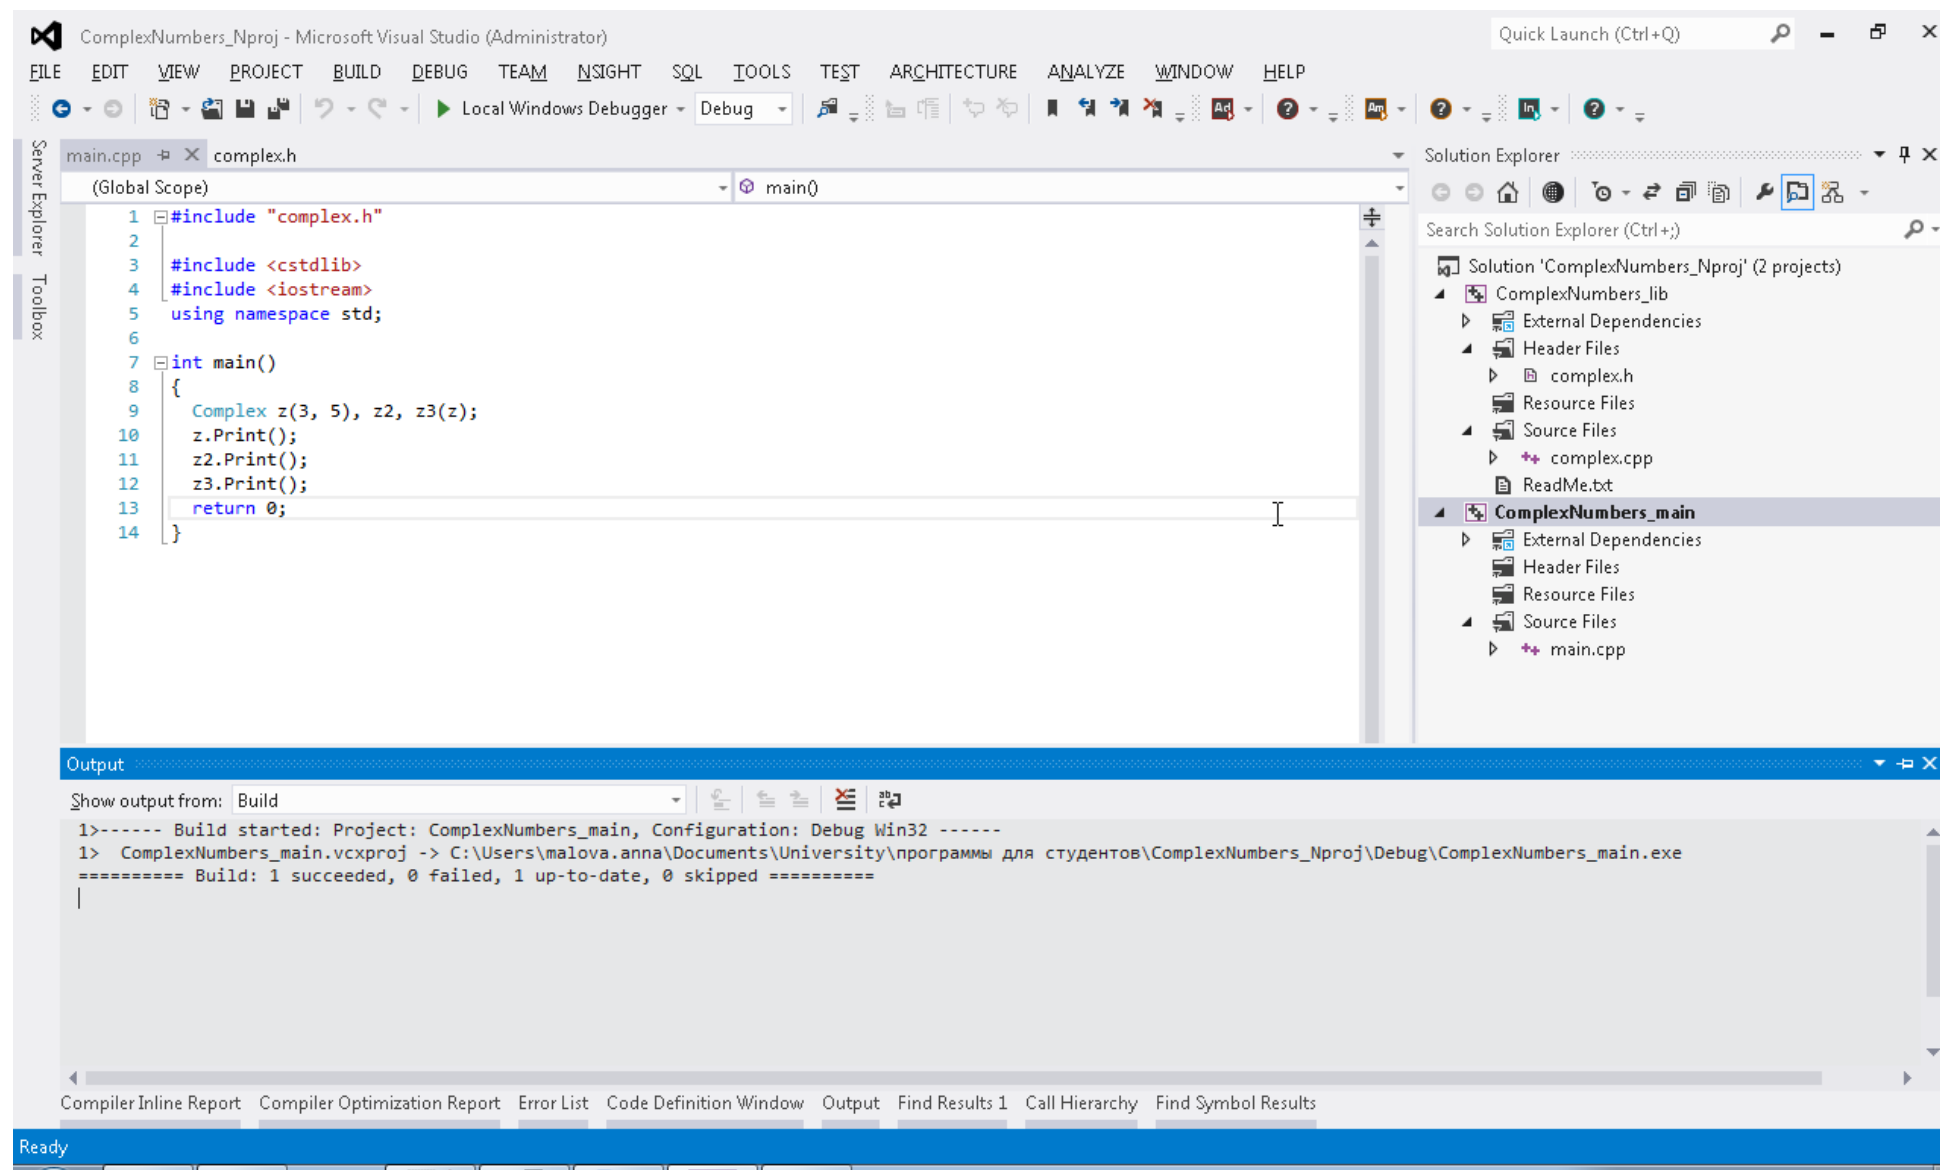 ComplexNumbers_Nproj - Microsoft Visual Studio (Administrator)
Quick Launch (Ctrl+Q)
FILE EDIT VIEW PROJECT BUILD DEBUG TEAM NSIGHT SQL TOOLS TEST ARCHITECTURE ANALYZE WINDOW HELP
Local Windows Debugger Debug Ad Am In
Server Explorer
Toolbox
main.cpp complex.h
(Global Scope) main()
1 #include "complex.h"
2
3 #include <cstdlib>
4 #include <iostream>
5 using namespace std;
6
7 int main()
8 {
9 Complex z(3, 5), z2, z3(z);
10 z.Print();
11 z2.Print();
12 z3.Print();
13 return 0;
14 }
Solution Explorer
Search Solution Explorer (Ctrl+;)
Solution 'ComplexNumbers_Nproj' (2 projects)
ComplexNumbers_lib
External Dependencies
Header Files
complex.h
Resource Files
Source Files
complex.cpp
ReadMe.txt
ComplexNumbers_main
External Dependencies
Header Files
Resource Files
Source Files
main.cpp
Output
Show output from: Build
1>------ Build started: Project: ComplexNumbers_main, Configuration: Debug Win32 ------
1> ComplexNumbers_main.vcxproj -> C:\Users\malova.anna\Documents\University\программы для студентов\ComplexNumbers_Nproj\Debug\ComplexNumbers_main.exe
========== Build: 1 succeeded, 0 failed, 1 up-to-date, 0 skipped ==========
Compiler Inline Report Compiler Optimization Report Error List Code Definition Window Output Find Results 1 Call Hierarchy Find Symbol Results
Ready